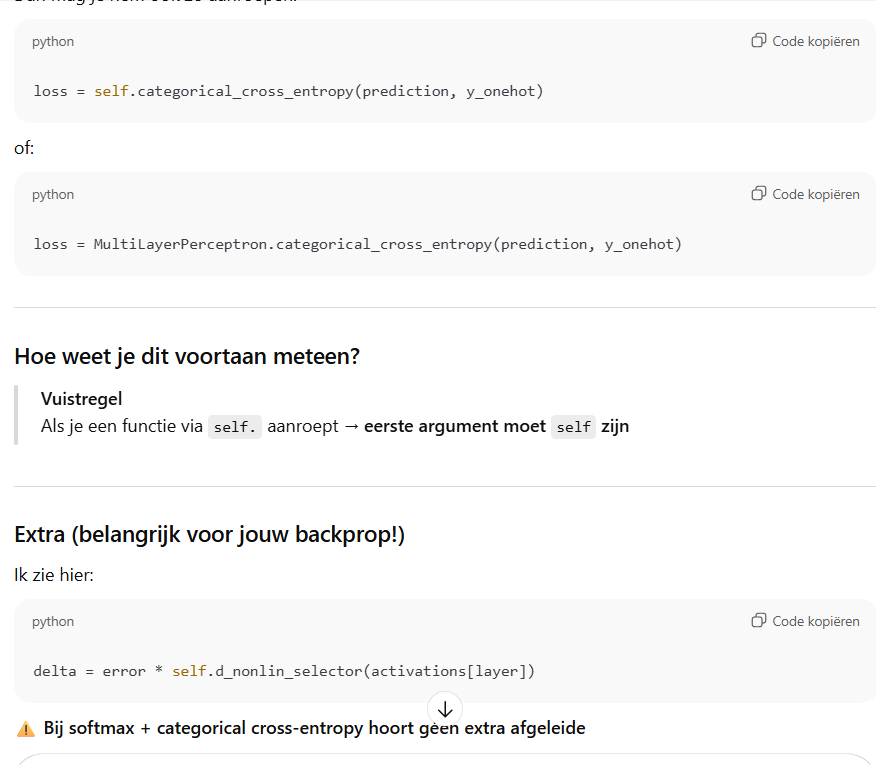 python
Code kopiëren
loss = self.categorical_cross_entropy(prediction, y_onehot)
of:
python
Code kopiëren
loss = MultiLayerPerceptron.categorical_cross_entropy(prediction, y_onehot)
Hoe weet je dit voortaan meteen?
Vuistregel
Als je een functie via self. aanroept → eerste argument moet self zijn
Extra (belangrijk voor jouw backprop!)
Ik zie hier:
python
Code kopiëren
delta = error * self.d_nonlin_selector(activations[layer])
⚠️ Bij softmax + categorical cross-entropy hoort géén extra afgeleide